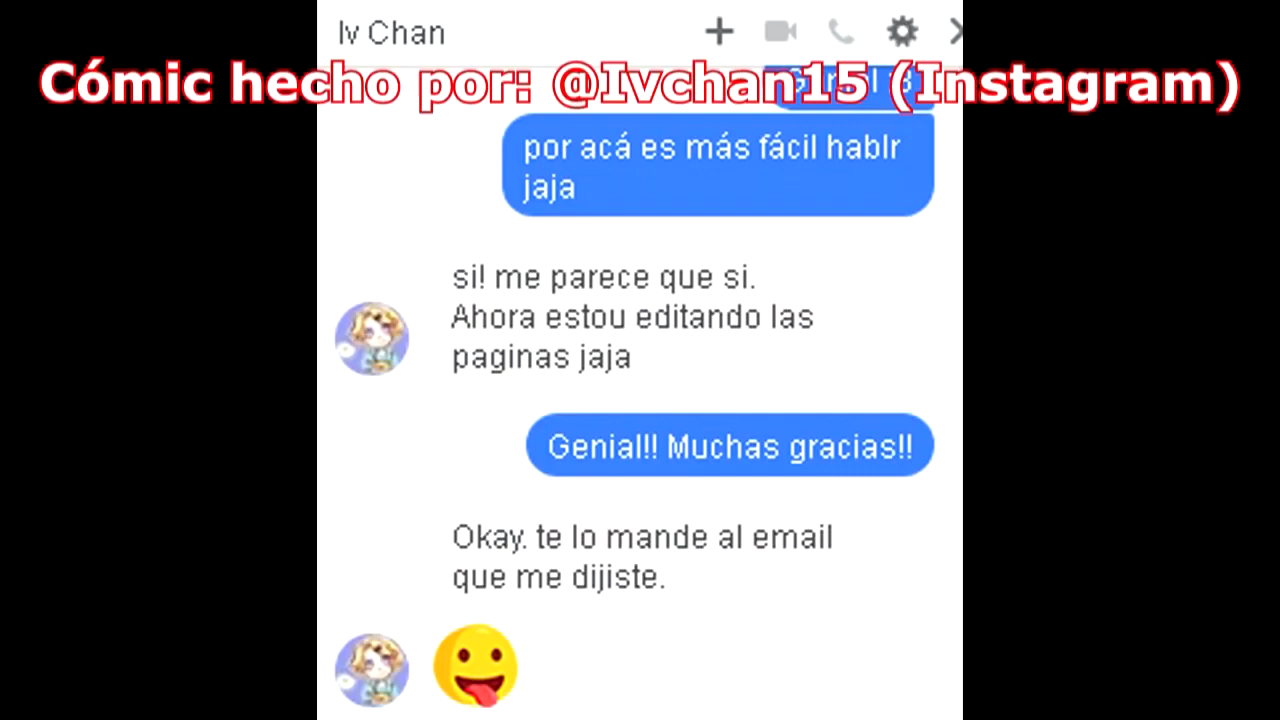 Iv Chan
Cómic hecho por: @Ivchan15 (Instagram)
por acá es más fácil hablr
jaja
si! me parece que si.
Ahora estou editando las
paginas jaja
Genial!! Muchas gracias!!
Okay. te lo mande al email
que me dijiste.